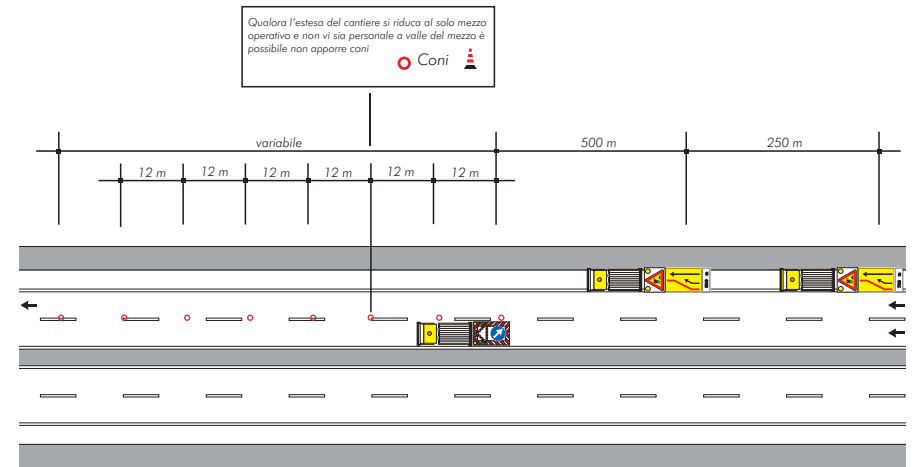 Qualora l'estesa del cantiere si riduca al solo mezzo
operativo e non vi sia personale a valle del mezzo è
possibile non apporre coni
Coni
variabile
500 m
250 m
12 m
12 m
12 m
12 m
12 m
12 m